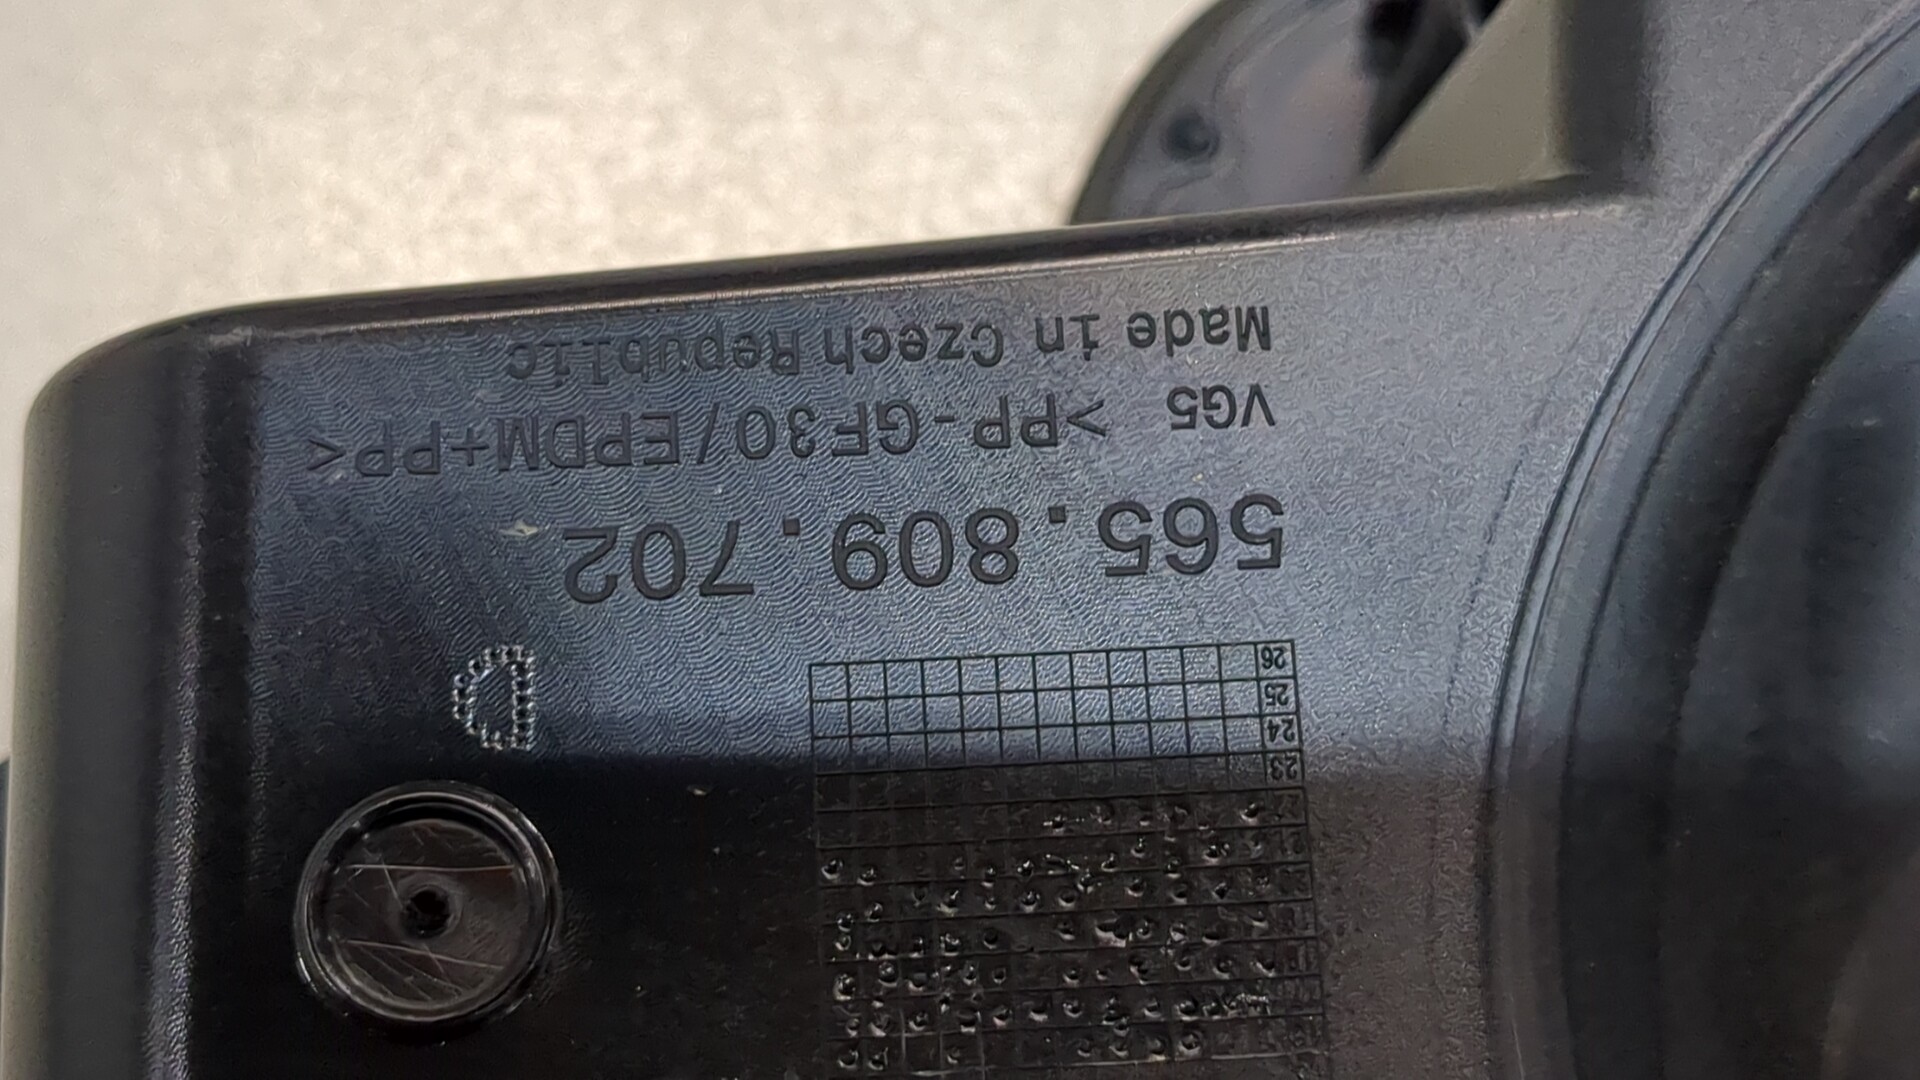 23
24
25
26
D
565.809.702
VG5 >PP-GF30/EPDM+PP<
Made in Czech Republic